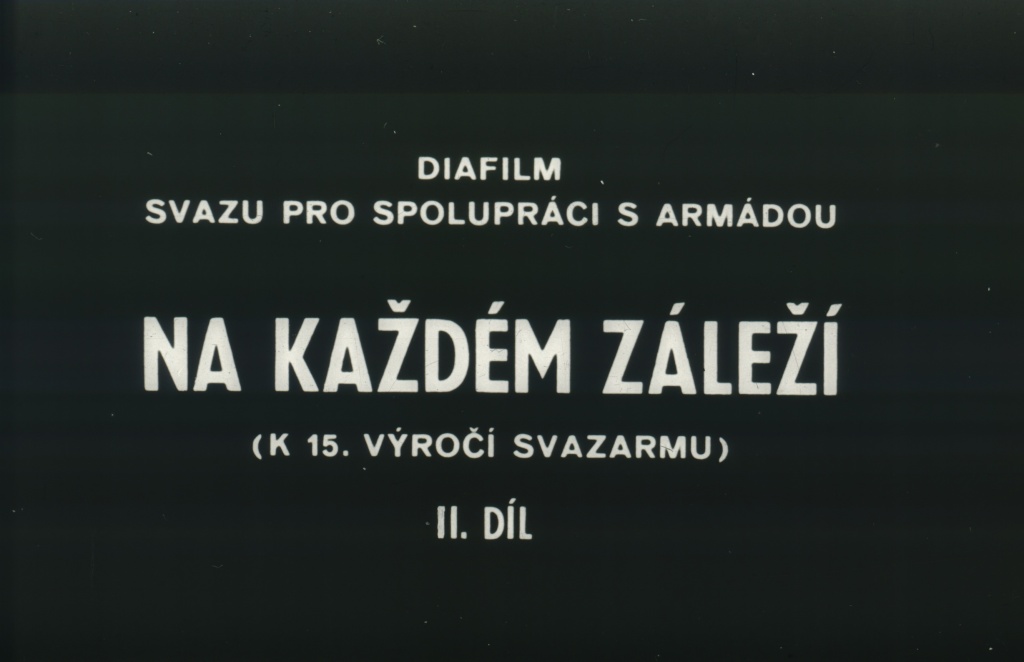 DIAFILM
SVAZU PRO SPOLUPRÁCI S ARMÁDOU
NA KAŽDÉM ZÁLEŽÍ
(K 15. VÝROČÍ SVAZARMU)
II. DÍL